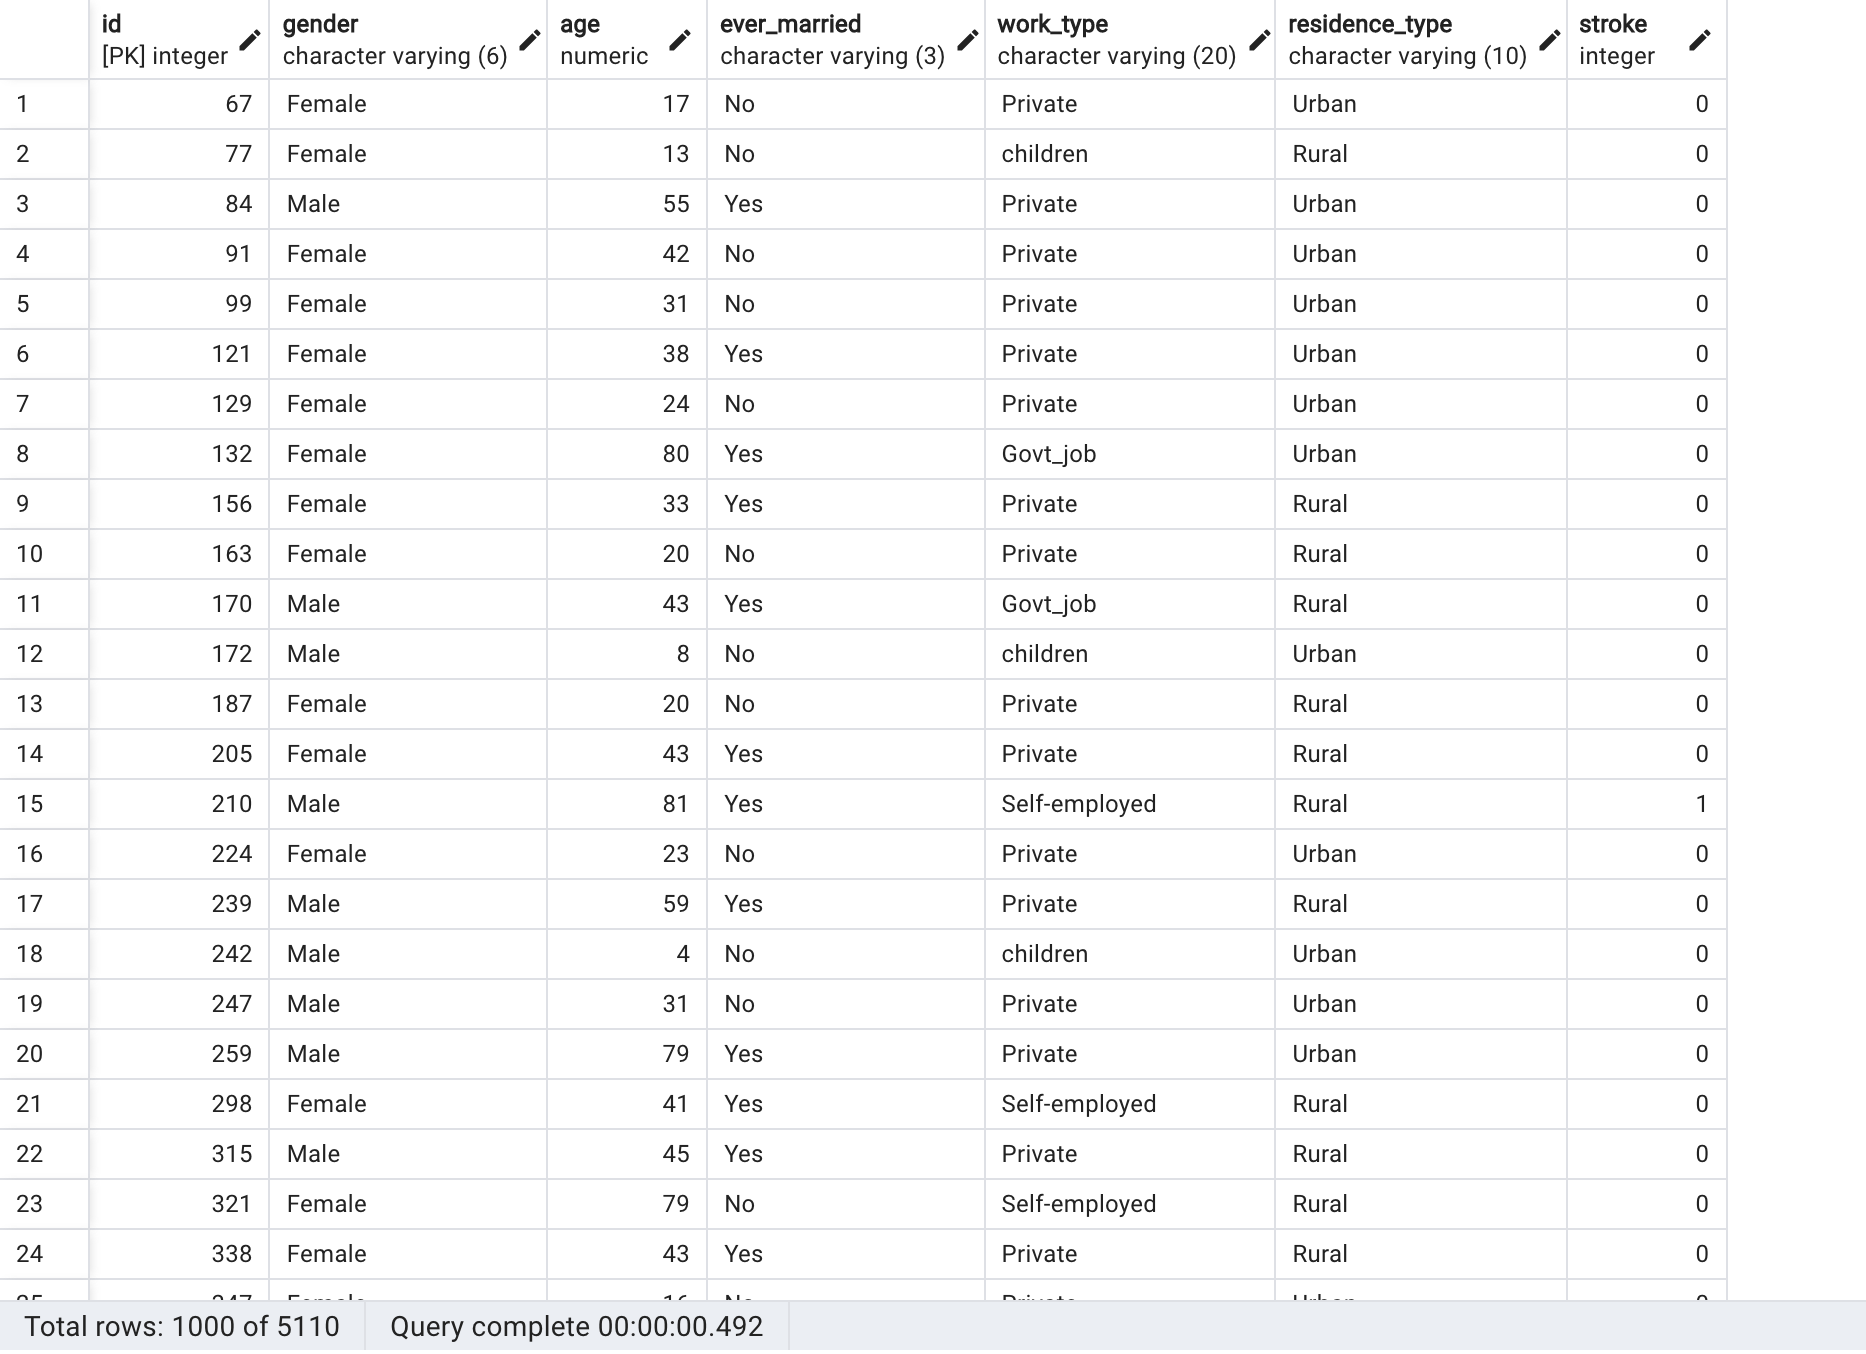 id gender age ever_married work_type residence_type stroke
[PK] integer character varying (6) numeric character varying (3) character varying (20) character varying (10) integer
1 67 Female 17 No Private Urban 0
2 77 Female 13 No children Rural 0
3 84 Male 55 Yes Private Urban 0
4 91 Female 42 No Private Urban 0
5 99 Female 31 No Private Urban 0
6 121 Female 38 Yes Private Urban 0
7 129 Female 24 No Private Urban 0
8 132 Female 80 Yes Govt_job Urban 0
9 156 Female 33 Yes Private Rural 0
10 163 Female 20 No Private Rural 0
11 170 Male 43 Yes Govt_job Rural 0
12 172 Male 8 No children Urban 0
13 187 Female 20 No Private Rural 0
14 205 Female 43 Yes Private Rural 0
15 210 Male 81 Yes Self-employed Rural 1
16 224 Female 23 No Private Urban 0
17 239 Male 59 Yes Private Rural 0
18 242 Male 4 No children Urban 0
19 247 Male 31 No Private Urban 0
20 259 Male 79 Yes Private Urban 0
21 298 Female 41 Yes Self-employed Rural 0
22 315 Male 45 Yes Private Rural 0
23 321 Female 79 No Self-employed Rural 0
24 338 Female 43 Yes Private Rural 0
Total rows: 1000 of 5110 Query complete 00:00:00.492